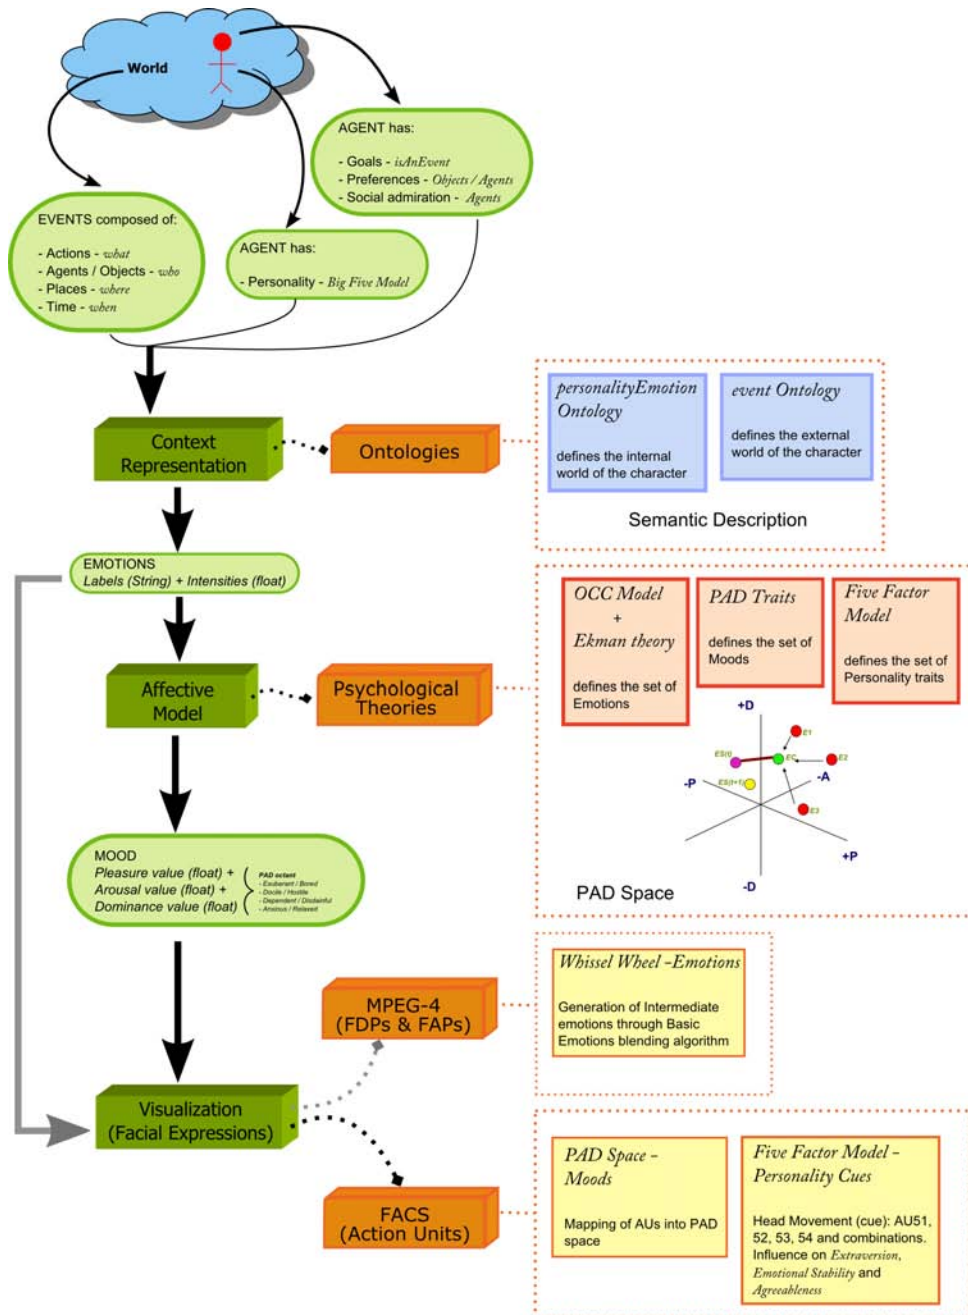 World
AGENT has:
- Goals - isAnEvent
- Preferences - Objects / Agents
- Social admiration - Agents
EVENTS composed of:
- Actions - what
- Agents / Objects - who
- Places - where
- Time - when
AGENT has:
- Personality - Big Five Model
Context
Representation
Ontologies
personalityEmotion
Ontology
defines the internal
world of the character
event Ontology
defines the external
world of the character
Semantic Description
EMOTIONS
Labels (String) + Intensities (float)
Affective
Model
Psychological
Theories
OCC Model
+
Ekman theory
defines the set of
Emotions
PAD Traits
defines the set of
Moods
Five Factor
Model
defines the set of
Personality traits
+D
E1
ES(t)
EC
E2
-P
-A
ES(t+1)
E3
+P
-D
PAD Space
MOOD
Pleasure value (float) +
Arousal value (float) +
Dominance value (float)
PAD octant
- Exuberant / Bored
- Docile / Hostile
- Dependent / Disdainful
- Anxious / Relaxed
MPEG-4
(FDPs & FAPs)
Whissel Wheel -Emotions
Generation of Intermediate
emotions through Basic
Emotions blending algorithm
Visualization
(Facial Expressions)
FACS
(Action Units)
PAD Space -
Moods
Mapping of AUs into PAD
space
Five Factor Model -
Personality Cues
Head Movement (cue): AU51,
52, 53, 54 and combinations.
Influence on Extraversion,
Emotional Stability and
Agreeableness